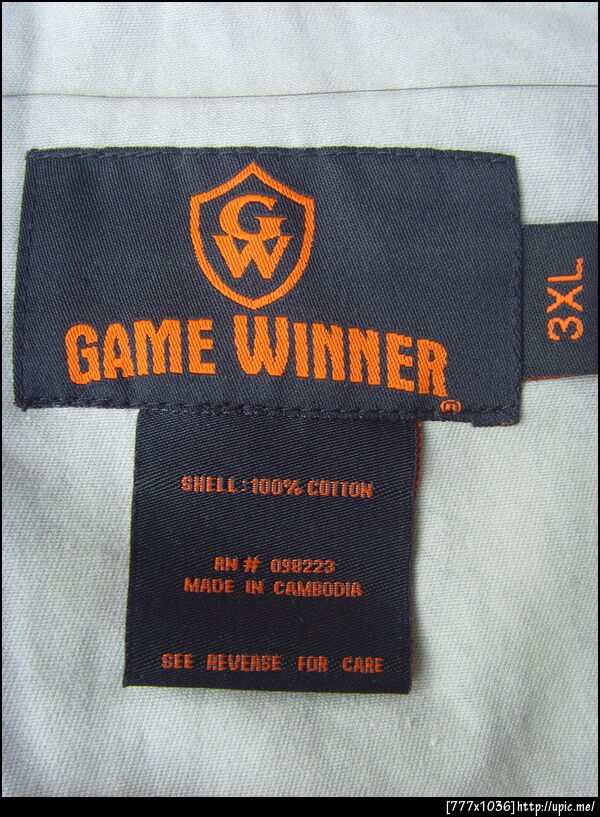 GW
GAME WINNER®
3XL
SHELL:100% COTTON
RN # 098223
MADE IN CAMBODIA
SEE REVERSE FOR CARE
[777x1036]http://upic.me/